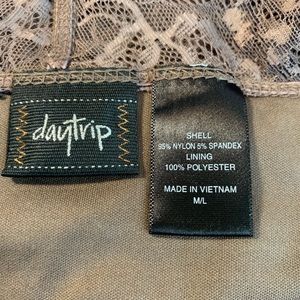 daytrip
SHELL
95% NYLON 5% SPANDEX
LINING
100% POLYESTER
MADE IN VIETNAM
M/L